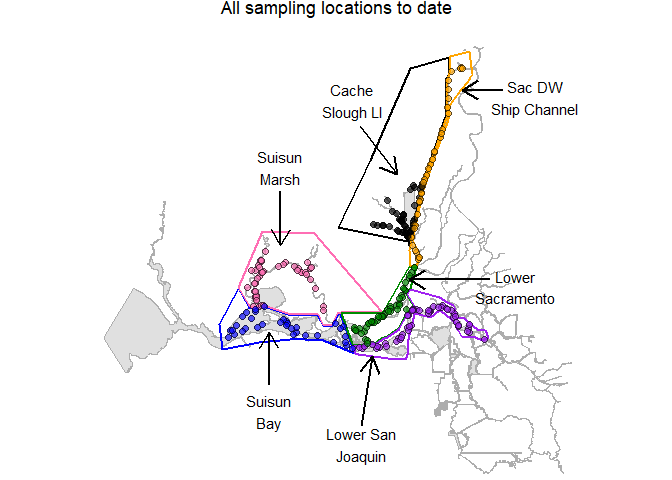 All sampling locations to date
Cache
Slough LI
Sac DW
Ship Channel
Suisun
Marsh
Lower
Sacramento
Suisun
Bay
Lower San
Joaquin